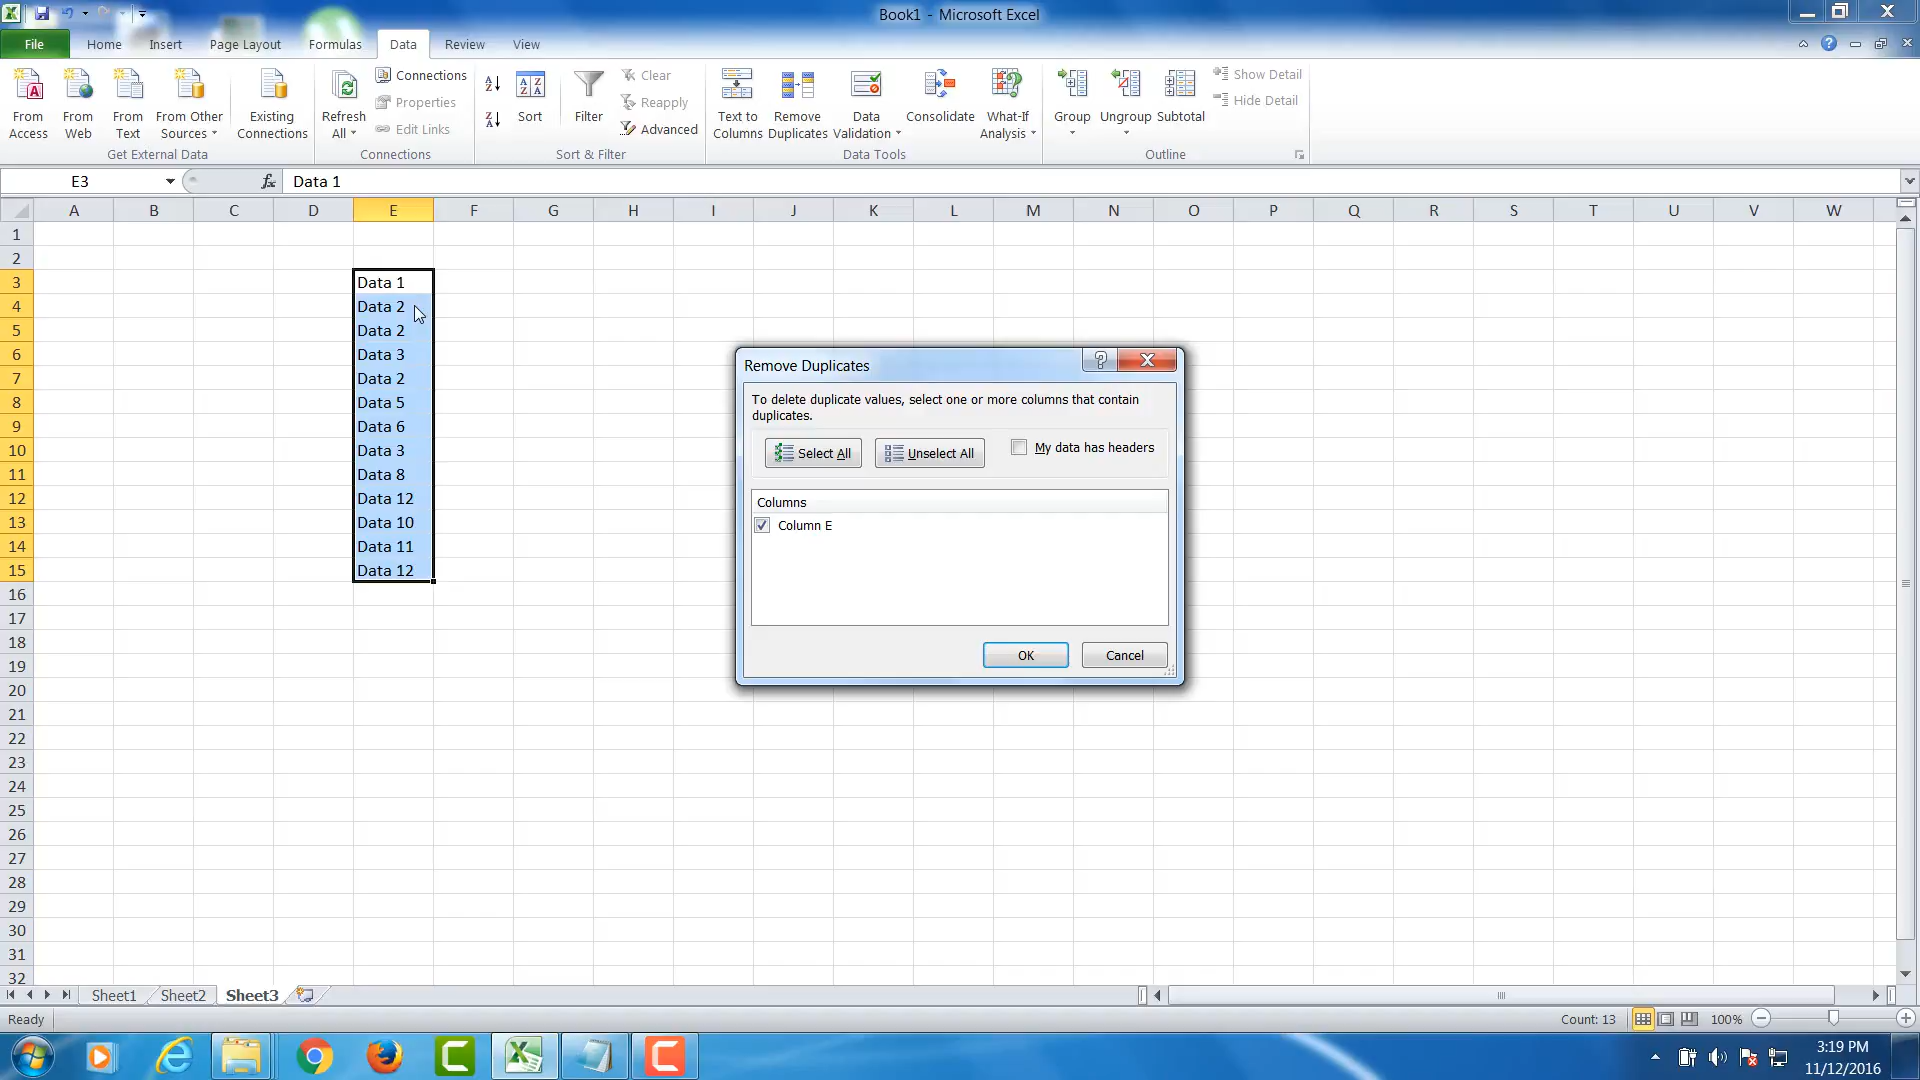 Book1 - Microsoft Excel
File Home Insert Page Layout Formulas Data Review View
From Access
From Web
From Text
From Other Sources
Existing Connections
Refresh All
Connections
Properties
Edit Links
Sort
Filter
Clear
Reapply
Advanced
Text to Columns
Remove Duplicates
Data Validation
Consolidate
What-If Analysis
Group
Ungroup
Subtotal
Show Detail
Hide Detail
Get External Data
Connections
Sort & Filter
Data Tools
Outline
E3 fx Data 1
A B C D E F G H I J K L M N O P Q R S T U V W
1
2
3 Data 1
4 Data 2
5 Data 2
6 Data 3
7 Data 2
8 Data 5
9 Data 6
10 Data 3
11 Data 8
12 Data 12
13 Data 10
14 Data 11
15 Data 12
16
17
18
19
20
21
22
23
24
25
26
27
28
29
30
31
32
Remove Duplicates
To delete duplicate values, select one or more columns that contain
duplicates.
Select All Unselect All My data has headers
Columns
Column E
OK Cancel
Sheet1 Sheet2 Sheet3
Ready Count: 13 100%
3:19 PM
11/12/2016